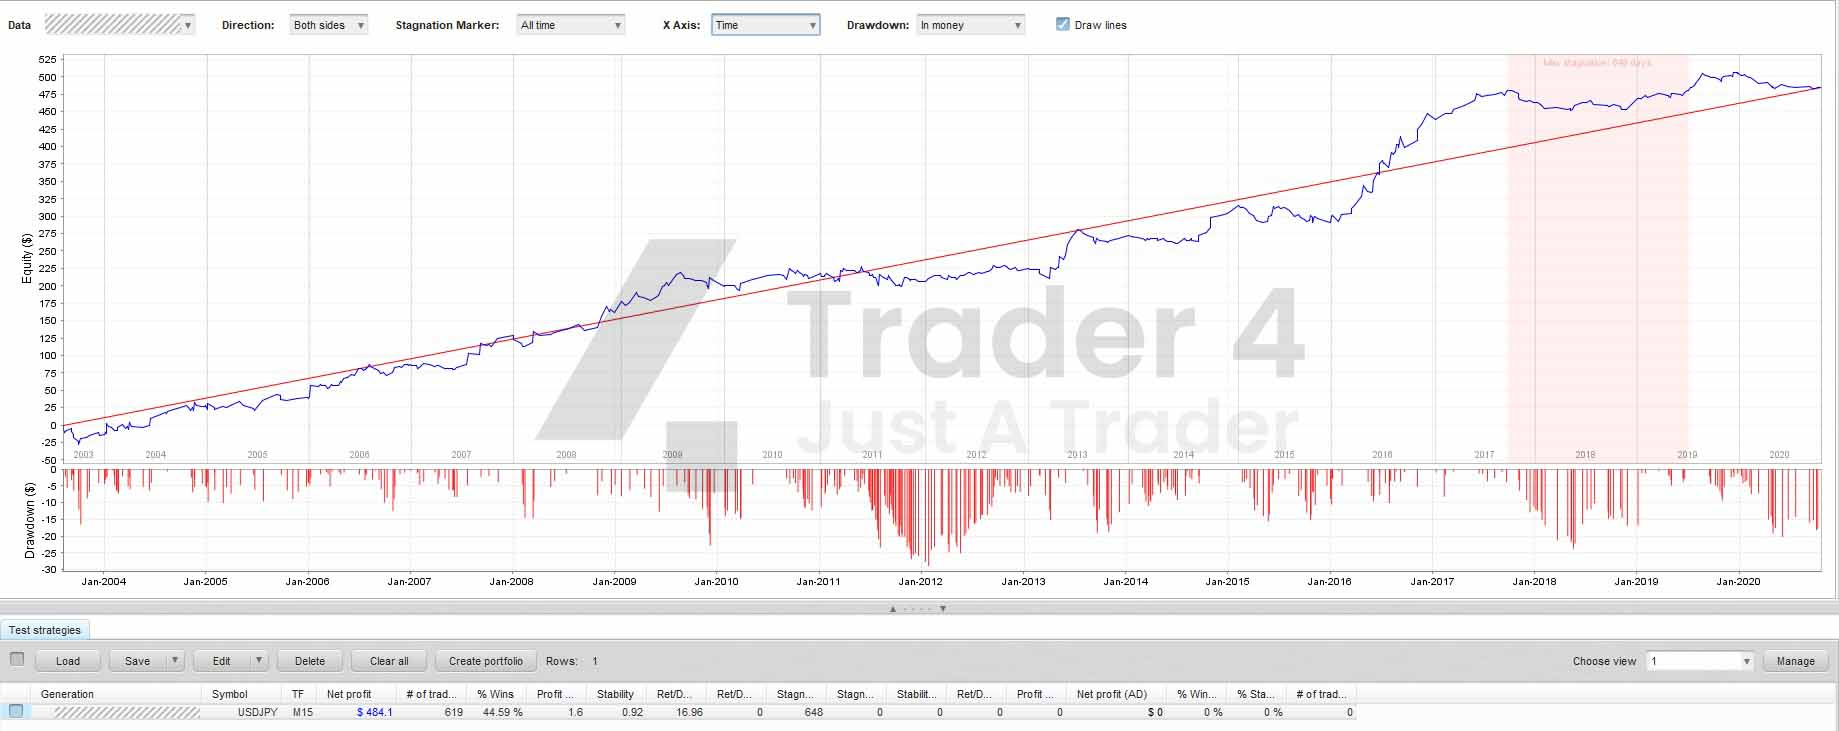 Data Direction: Both sides Stagnation Marker: All time X Axis: Time Drawdown: In money Draw lines
Max stagnation: 648 days
525
500
475
450
425
400
375
350
325
300
275
250
225
200
175
150
125
100
75
50
25
0
-25
-50
Equity ($)
Trader 4
Just A Trader
2003 2004 2005 2006 2007 2008 2009 2010 2011 2012 2013 2014 2015 2016 2017 2018 2019 2020
0
-5
-10
-15
-20
-25
-30
Drawdown ($)
Jan-2004 Jan-2005 Jan-2006 Jan-2007 Jan-2008 Jan-2009 Jan-2010 Jan-2011 Jan-2012 Jan-2013 Jan-2014 Jan-2015 Jan-2016 Jan-2017 Jan-2018 Jan-2019 Jan-2020
Test strategies
Load Save Edit Delete Clear all Create portfolio Rows: 1 Choose view 1 Manage
Generation Symbol TF Net profit # of trad... % Wins Profit ... Stability Ret/D... Ret/D... Stagn... Stagn... Stabilit... Ret/D... Profit ... Net profit (AD) % Win... % Sta... # of trad...
USDJPY M15 $ 484.1 619 44.59 % 1.6 0.92 16.96 0 648 0 0 0 0 $ 0 0 % 0 % 0